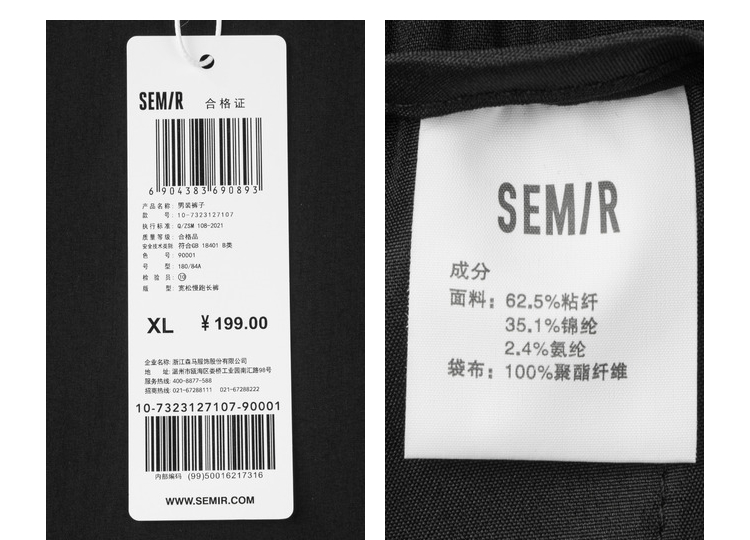 SEMIR 合格证
6 904383 690893
产品名称: 男装裤子
款 号: 10-7323127107
执行标准: Q/ZSM 108-2021
质量等级: 合格品
安全技术类别: 符合GB 18401 B类
色 号: 90001
号 型: 180/84A
检 验 员: 10
版 型: 宽松慢跑长裤
XL ¥199.00
企业名称: 浙江森马服饰股份有限公司
地 址: 温州市瓯海区娄桥工业园南汇路98号
服务热线: 400-8877-588
招商热线: 021-67288111 021-67288222
10-7323127107-90001
内部编码 (99)50016217316
WWW.SEMIR.COM
SEMIR
成分
面料: 62.5%粘纤
35.1%锦纶
2.4%氨纶
袋布: 100%聚酯纤维